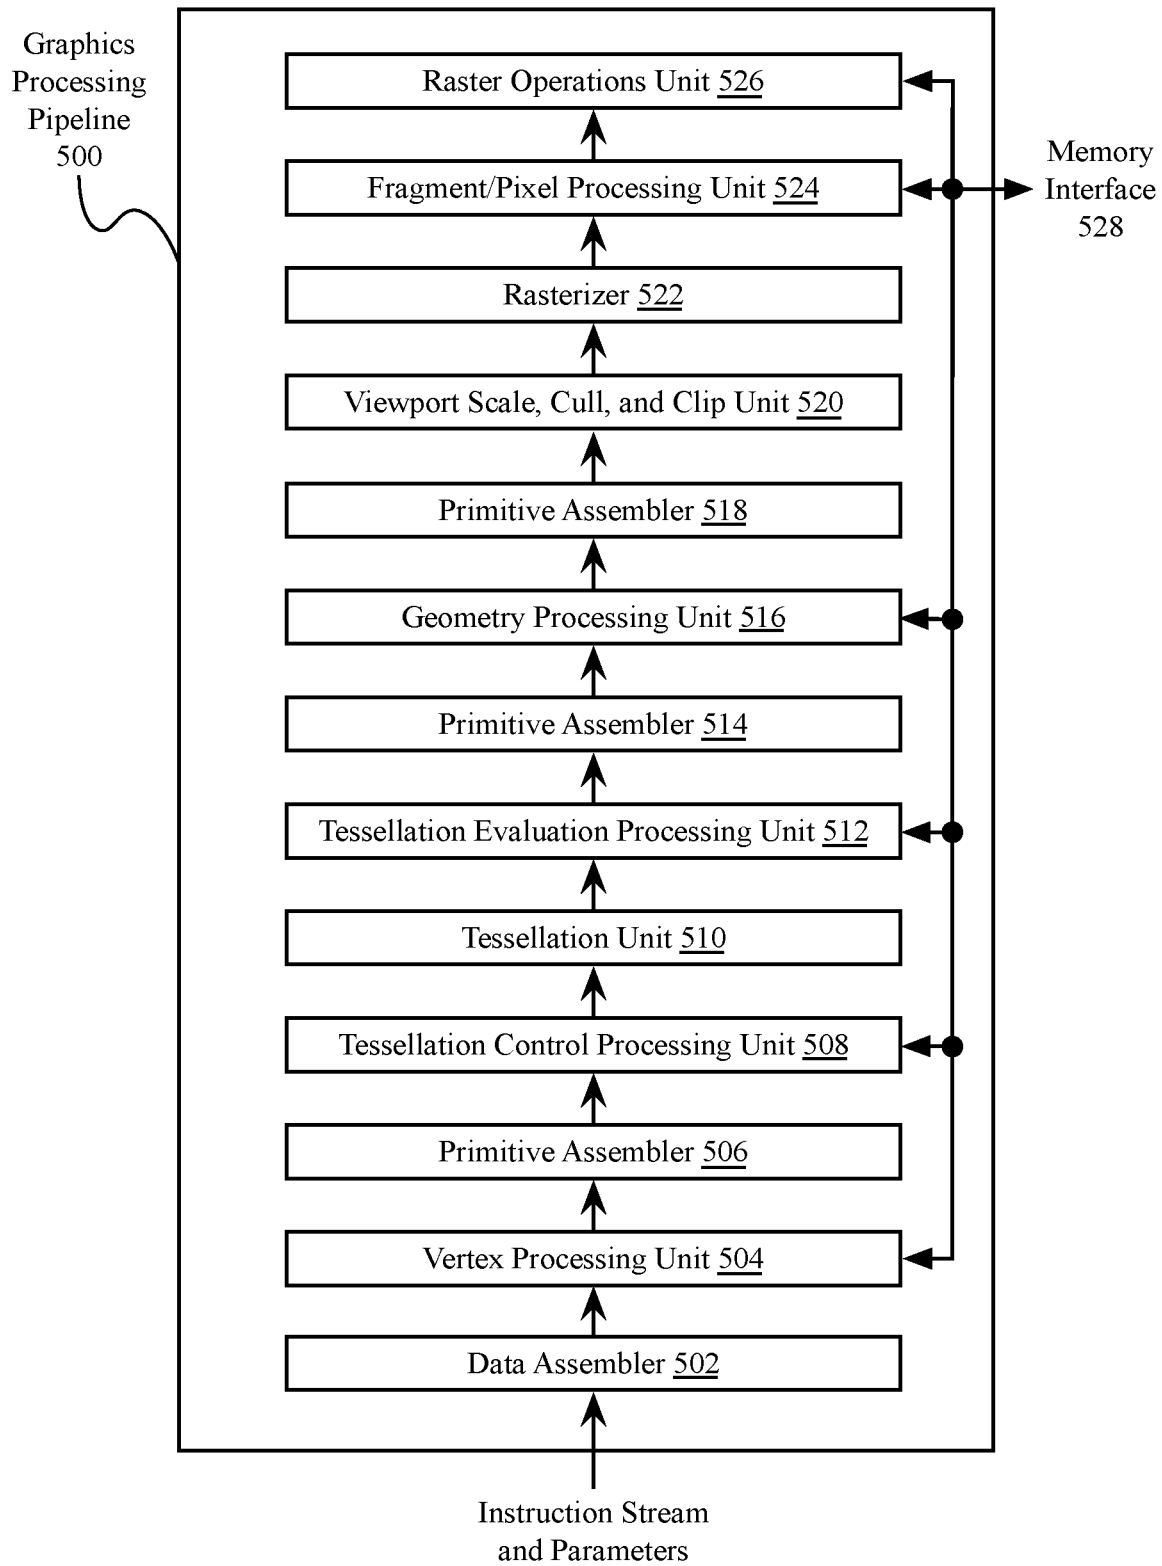 Graphics
Processing
Pipeline
500
Raster Operations Unit 526
Fragment/Pixel Processing Unit 524
Memory
Interface
528
Rasterizer 522
Viewport Scale, Cull, and Clip Unit 520
Primitive Assembler 518
Geometry Processing Unit 516
Primitive Assembler 514
Tessellation Evaluation Processing Unit 512
Tessellation Unit 510
Tessellation Control Processing Unit 508
Primitive Assembler 506
Vertex Processing Unit 504
Data Assembler 502
Instruction Stream
and Parameters